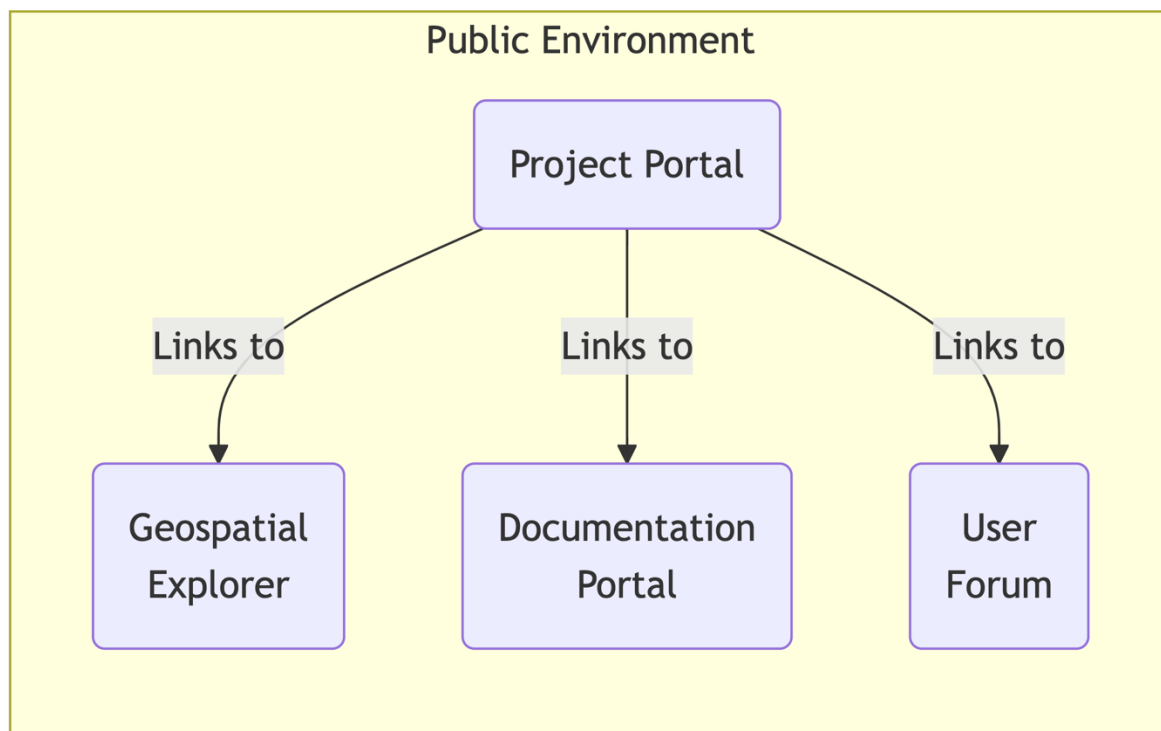 Public Environment
Project Portal
Links to
Links to
Links to
Geospatial
Explorer
Documentation
Portal
User
Forum